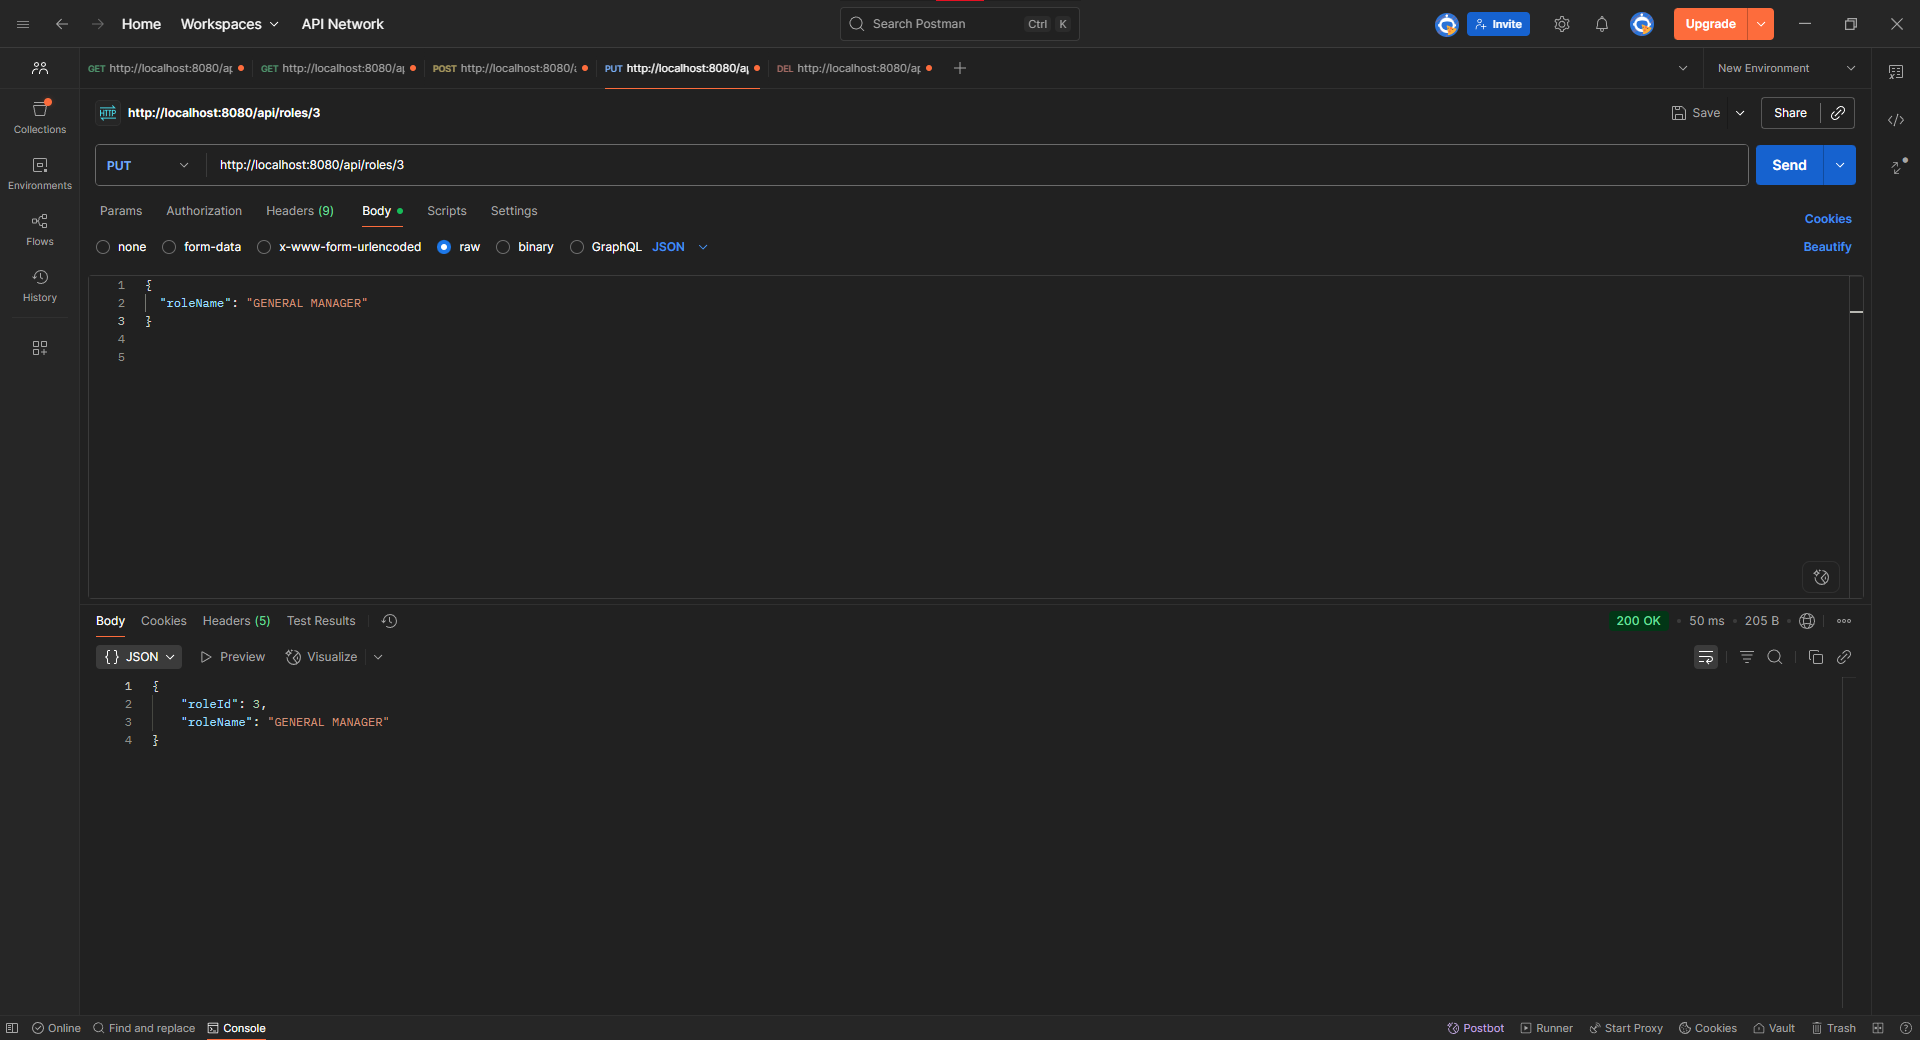 Home
Workspaces
API Network
Search Postman
Ctrl
K
Invite
Upgrade
GET http://localhost:8080/ap
GET http://localhost:8080/ap
POST http://localhost:8080/a
PUT http://localhost:8080/ap
DEL http://localhost:8080/ap
New Environment
Collections
Environments
Flows
History
HTTP
http://localhost:8080/api/roles/3
Save
Share
PUT
http://localhost:8080/api/roles/3
Send
Params
Authorization
Headers (9)
Body
Scripts
Settings
Cookies
none
form-data
x-www-form-urlencoded
raw
binary
GraphQL
JSON
Beautify
1 {
2 "roleName": "GENERAL MANAGER"
3 }
4
5
Body
Cookies
Headers (5)
Test Results
200 OK
50 ms
205 B
{} JSON
Preview
Visualize
1 {
2 "roleId": 3,
3 "roleName": "GENERAL MANAGER"
4 }
Online
Find and replace
Console
Postbot
Runner
Start Proxy
Cookies
Vault
Trash